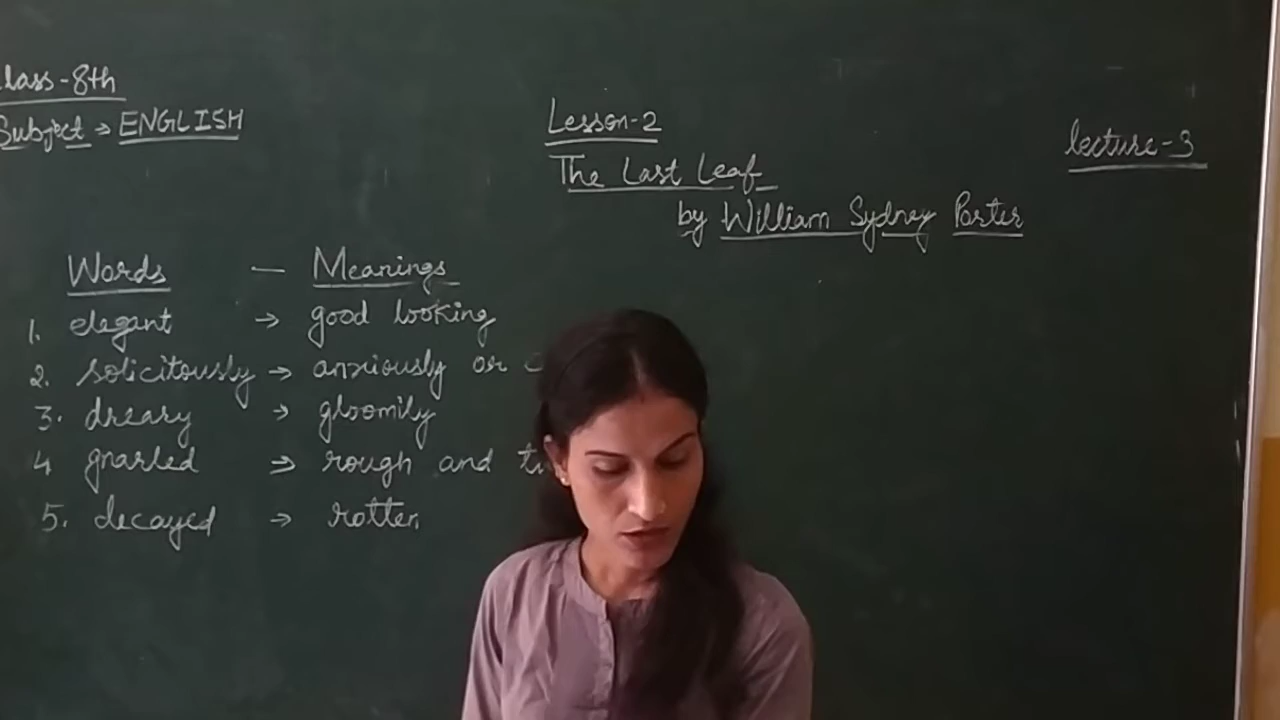 Class-8th
Subject → ENGLISH
Lesson-2
The Last Leaf
by William Sydney Porter
lecture-3
Words — Meanings
1. elegant → good looking
2. solicitously → anxiously or
3. dreary → gloomily
4 gnarled → rough and
5. decayed → rotten